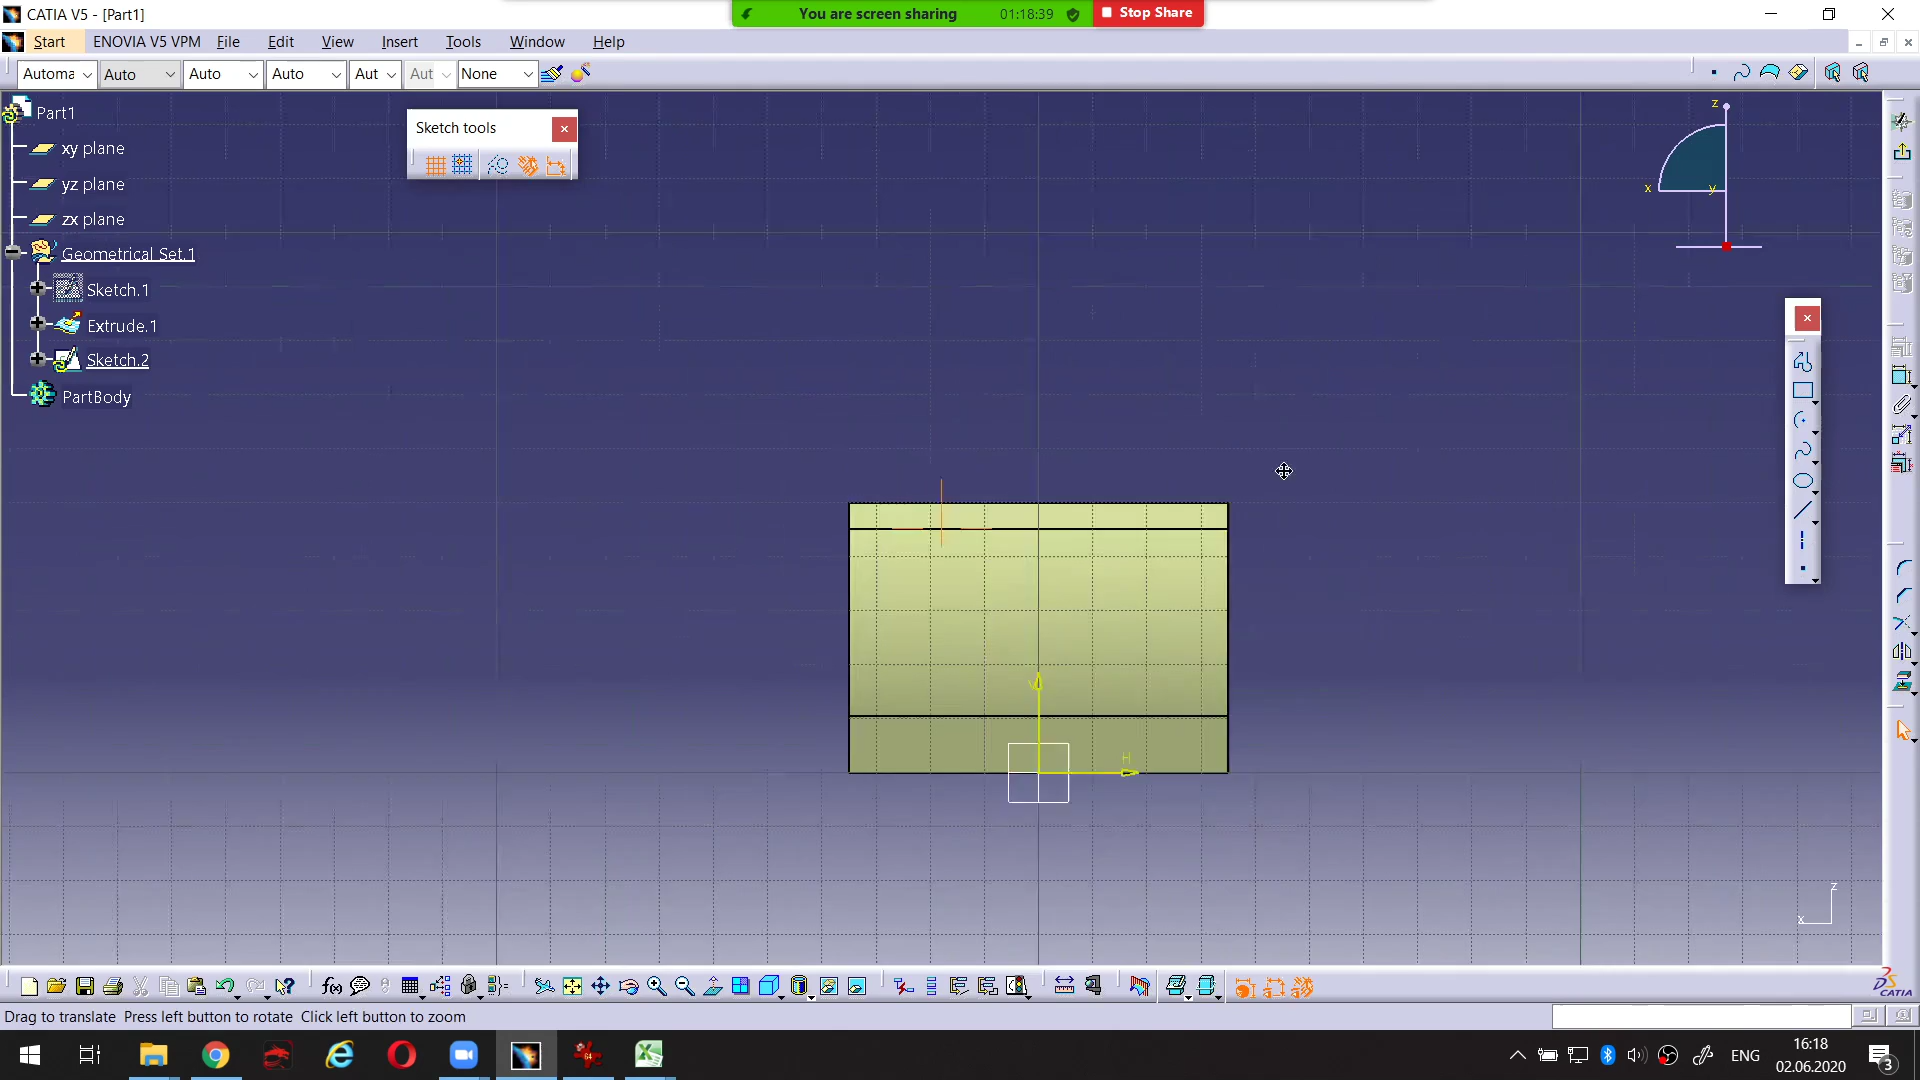 CATIA V5 - [Part1]
You are screen sharing
01:18:39
Stop Share
Start
ENOVIA V5 VPM
File
Edit
View
Insert
Tools
Window
Help
Automa
Auto
Auto
Auto
Aut
Aut
None
Part1
xy plane
yz plane
zx plane
Geometrical Set.1
Sketch.1
Extrude.1
Sketch.2
PartBody
Sketch tools
z
x
y
V
H
z
x
f(x)
CATIA
Drag to translate Press left button to rotate Click left button to zoom
G4
ENG
16:18
02.06.2020
3